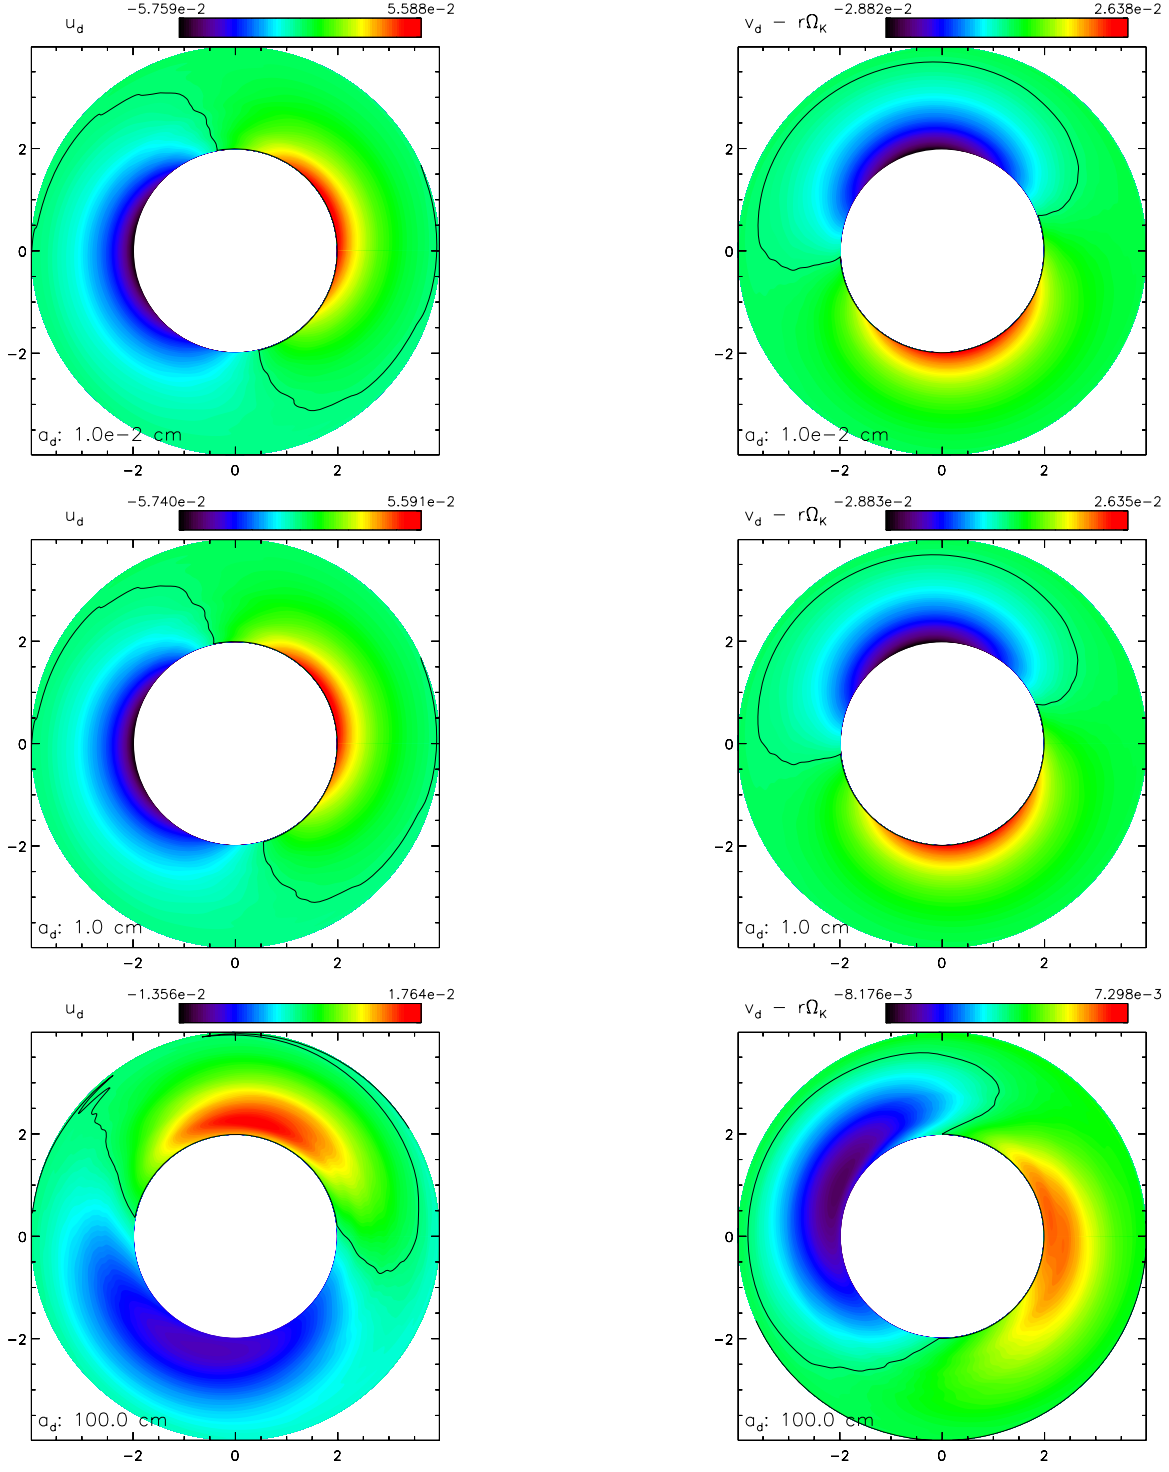 −5.759e−2 5.588e−2
u_d
−2.882e−2 2.638e−2
v_d − rΩ_K
2
0
−2
a_d: 1.0e−2 cm
−2 0 2
2
0
−2
a_d: 1.0e−2 cm
−2 0 2
−5.740e−2 5.591e−2
u_d
−2.883e−2 2.635e−2
v_d − rΩ_K
2
0
−2
a_d: 1.0 cm
−2 0 2
2
0
−2
a_d: 1.0 cm
−2 0 2
−1.356e−2 1.764e−2
u_d
−8.176e−3 7.298e−3
v_d − rΩ_K
2
0
−2
a_d: 100.0 cm
−2 0 2
2
0
−2
a_d: 100.0 cm
−2 0 2